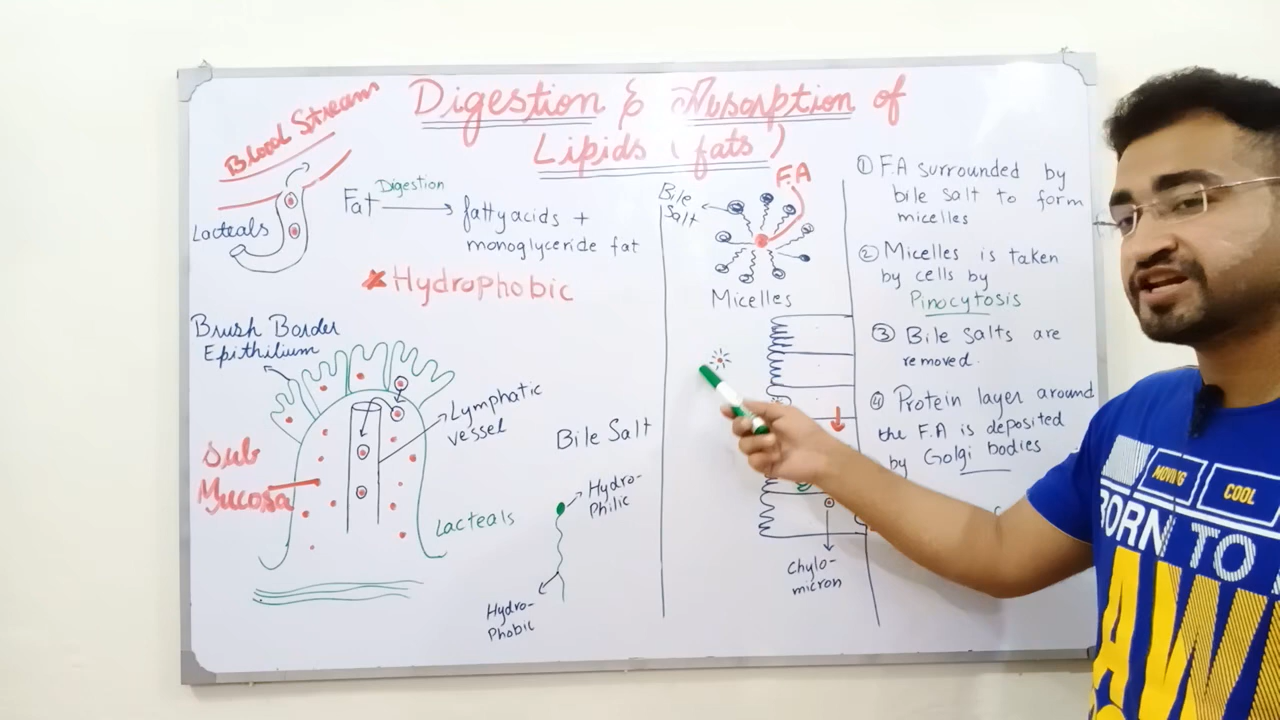 Digestion & Absorption of
Lipids (fats)
Blood Stream
Lacteals
Fat Digestion fattyacids +
monoglyceride fat
Hydrophobic
Brush Border
Epithilium
Lymphatic
vessel
Sub
Mucosa
Lacteals
Bile Salt
Hydro-
Philic
Hydro-
Phobic
Bile
Salt
F.A
Micelles
Chylo-
micron
① F.A surrounded by
bile salt to form
micelles
② Micelles is taken
by cells by
Pinocytosis
③ Bile Salts are
removed.
④ Protein layer around
the F.A is deposited
by Golgi bodies
MOVING
COOL
BORN TO
AW